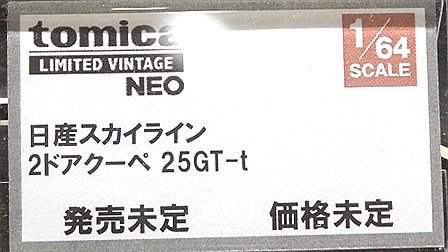 tomica
LIMITED VINTAGE
NEO
1/64
SCALE
日産スカイライン
2ドアクーペ 25GT-t
発売未定 価格未定